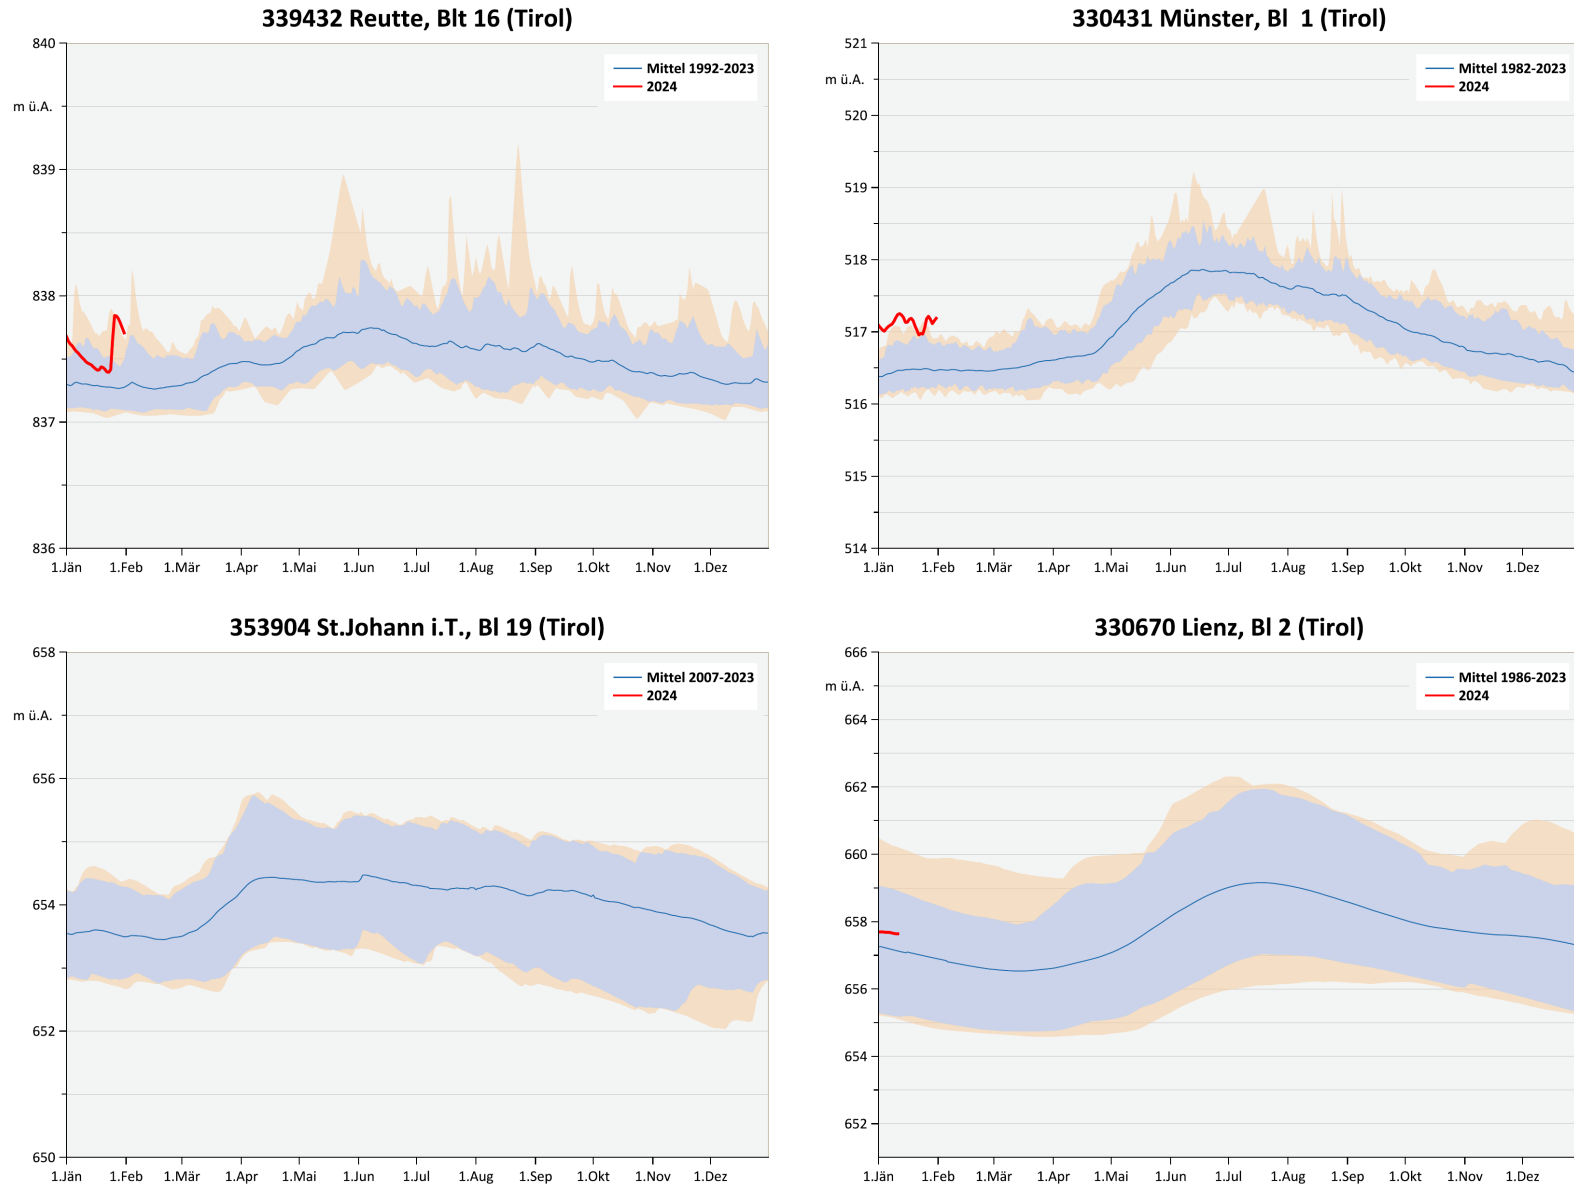 339432 Reutte, Blt 16 (Tirol)
840
m ü.A.
839
838
837
836
Mittel 1992-2023
2024
1.Jän 1.Feb 1.Mär 1.Apr 1.Mai 1.Jun 1.Jul 1.Aug 1.Sep 1.Okt 1.Nov 1.Dez
330431 Münster, Bl  1 (Tirol)
521
m ü.A.
520
519
518
517
516
515
514
Mittel 1982-2023
2024
1.Jän 1.Feb 1.Mär 1.Apr 1.Mai 1.Jun 1.Jul 1.Aug 1.Sep 1.Okt 1.Nov 1.Dez
353904 St.Johann i.T., Bl 19 (Tirol)
658
m ü.A.
656
654
652
650
Mittel 2007-2023
2024
1.Jän 1.Feb 1.Mär 1.Apr 1.Mai 1.Jun 1.Jul 1.Aug 1.Sep 1.Okt 1.Nov 1.Dez
330670 Lienz, Bl 2 (Tirol)
666
m ü.A.
664
662
660
658
656
654
652
Mittel 1986-2023
2024
1.Jän 1.Feb 1.Mär 1.Apr 1.Mai 1.Jun 1.Jul 1.Aug 1.Sep 1.Okt 1.Nov 1.Dez